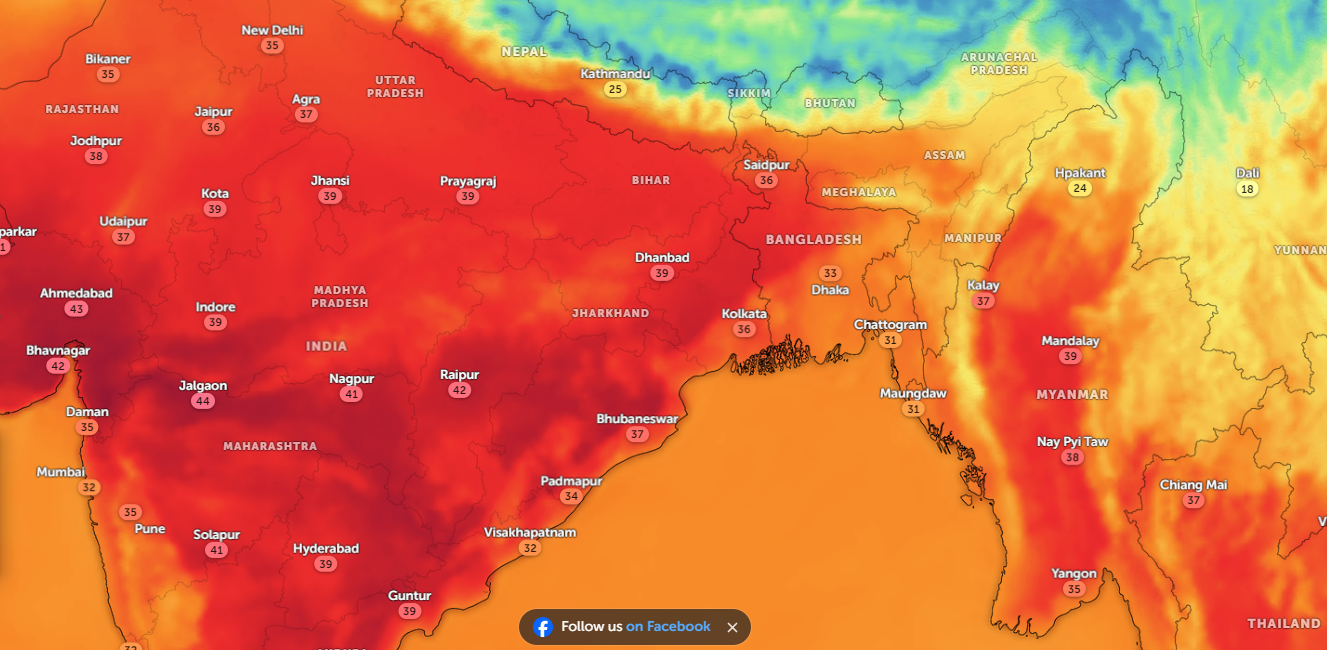 New Delhi
35
NEPAL
Bikaner
35
ARUNACHAL
PRADESH
Kathmandu
25
UTTAR
PRADESH
SIKKIM
BHUTAN
RAJASTHAN
Jaipur
36
Agra
37
Jodhpur
38
ASSAM
Saidpur
36
Hpakant
24
Dali
18
Kota
39
Jhansi
39
Prayagraj
39
BIHAR
MEGHALAYA
Udaipur
37
parkar
1
BANGLADESH
MANIPUR
YUNNAN
Dhanbad
39
33
Dhaka
Kalay
37
Ahmedabad
43
Indore
39
MADHYA
PRADESH
JHARKHAND
Kolkata
36
Chattogram
31
Mandalay
39
INDIA
Bhavnagar
42
Jalgaon
44
Nagpur
41
Raipur
42
Maungdaw
31
MYANMAR
Daman
35
Bhubaneswar
37
MAHARASHTRA
Nay Pyi Taw
38
Mumbai
32
Padmapur
34
Chiang Mai
37
35
Pune
Solapur
41
Visakhapatnam
32
V
Hyderabad
39
Yangon
35
Guntur
39
Follow us on Facebook
THAILAND
32